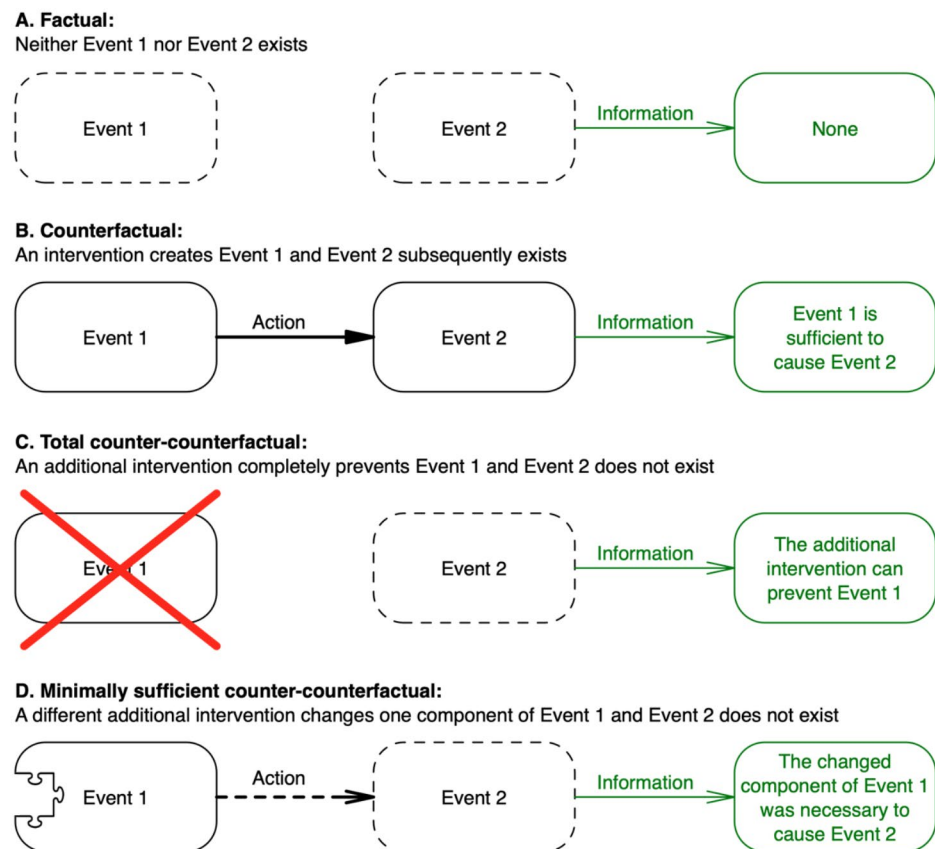 A. Factual:
Neither Event 1 nor Event 2 exists
Event 1
Event 2
Information
None
B. Counterfactual:
An intervention creates Event 1 and Event 2 subsequently exists
Event 1
Action
Event 2
Information
Event 1 is
sufficient to
cause Event 2
C. Total counter-counterfactual:
An additional intervention completely prevents Event 1 and Event 2 does not exist
Event 1
Event 2
Information
The additional
intervention can
prevent Event 1
D. Minimally sufficient counter-counterfactual:
A different additional intervention changes one component of Event 1 and Event 2 does not exist
Event 1
Action
Event 2
Information
The changed
component of Event 1
was necessary to
cause Event 2